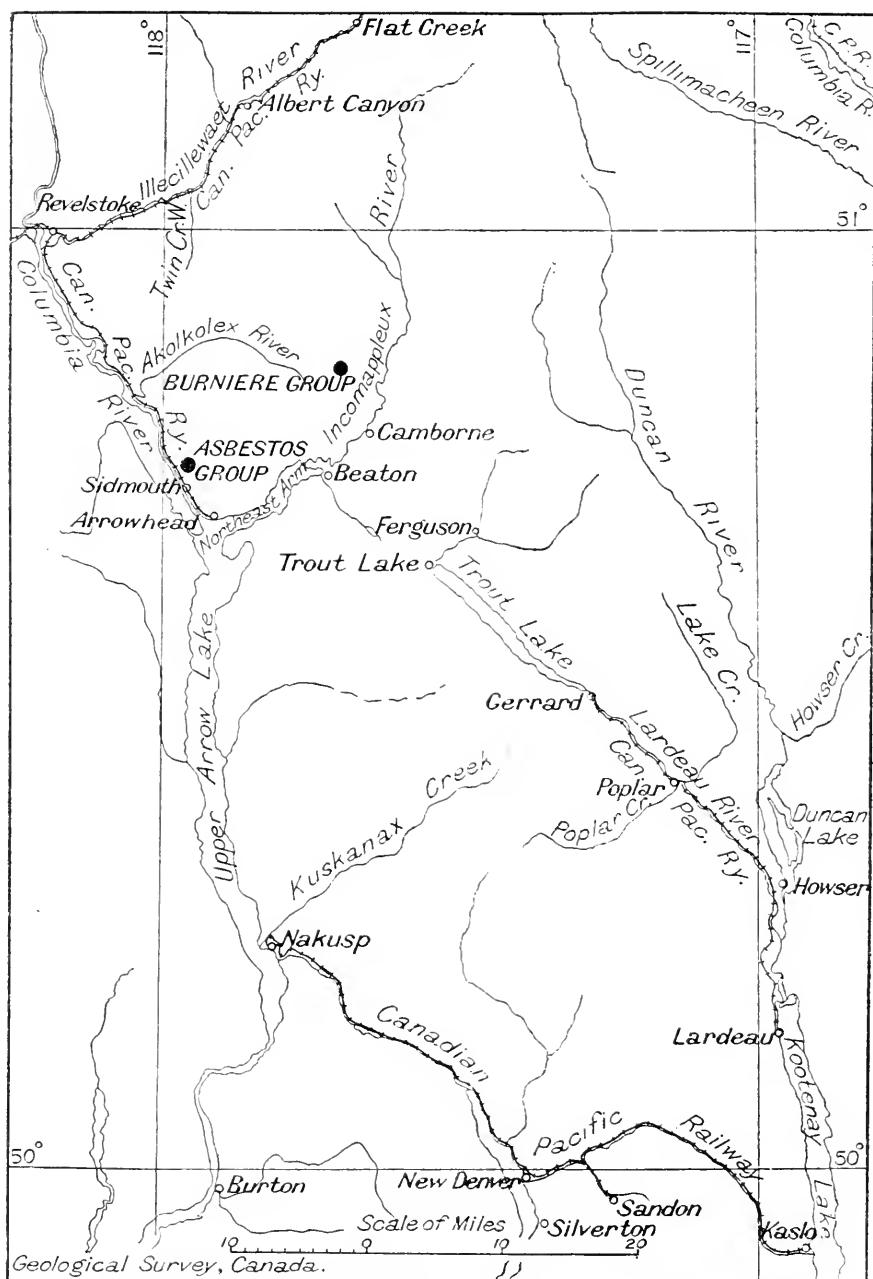 118
117
Flat Creek
C.P.R.
Columbia R.
Spillimacheen River
Illecillewaet River
Can. Pac. Ry.
Albert Canyon
Revelstoke
51°
Twin Cr. W.
River
Incomappleux
Can. Pac. Ry.
Columbia River
Akolkolex River
BURNIERE GROUP
Duncan River
Camborne
ASBESTOS
GROUP
Sidmouth
Beaton
Northeast Arm
Arrowhead
Ferguson
Trout Lake
Trout Lake
Lake Cr.
Howser Cr.
Upper Arrow Lake
Gerrard
Lardeau River
Can. Pac. Ry.
Poplar
Poplar Cr.
Duncan
Lake
Kuskanax Creek
Howser
Nakusp
Lardeau
Kootenay Lake
Canadian Pacific Railway
50°
50°
New Denver
Burton
Sandon
Silverton
Kaslo
Scale of Miles
10 0 10 20
Geological Survey, Canada.